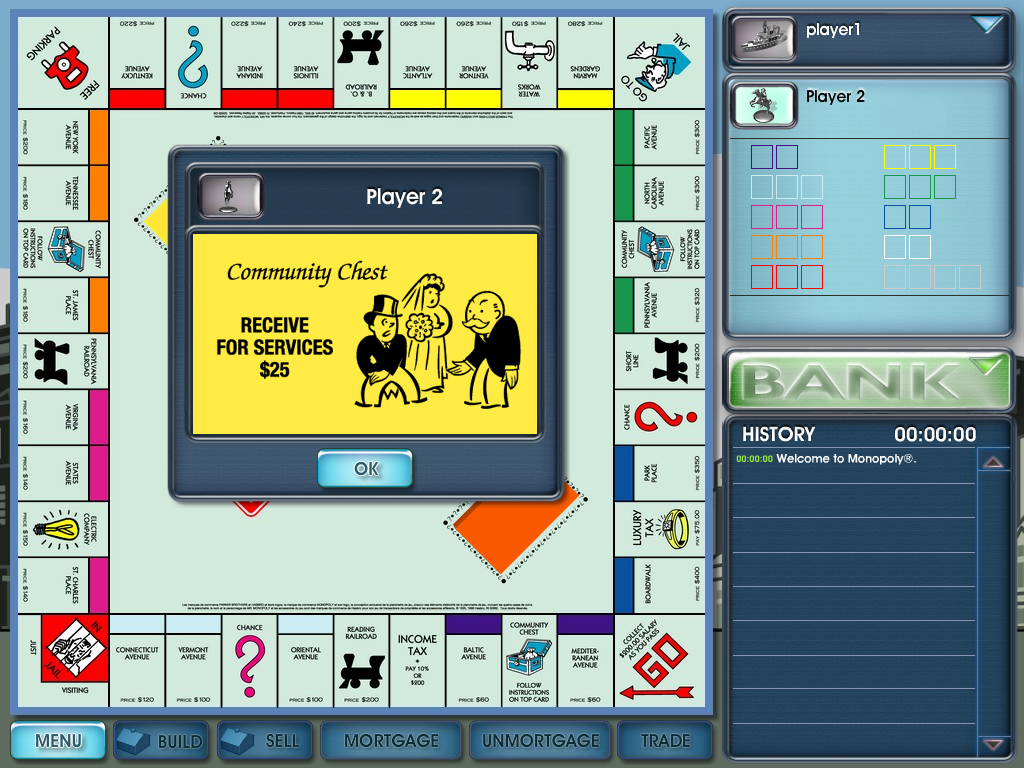 FREE
PARKING
PRICE $220
KENTUCKY
AVENUE
CHANCE
PRICE $220
INDIANA
AVENUE
PRICE $240
ILLINOIS
AVENUE
PRICE $200
B. & O.
RAILROAD
PRICE $260
ATLANTIC
AVENUE
PRICE $260
VENTNOR
AVENUE
PRICE $150
WATER
WORKS
PRICE $280
MARVIN
GARDENS
GO TO
JAIL
NEW YORK
AVENUE
PRICE $200
TENNESSEE
AVENUE
PRICE $180
COMMUNITY
CHEST
FOLLOW
INSTRUCTIONS
ON TOP CARD
ST. JAMES
PLACE
PRICE $180
PENNSYLVANIA
RAILROAD
PRICE $200
VIRGINIA
AVENUE
PRICE $160
STATES
AVENUE
PRICE $140
ELECTRIC
COMPANY
PRICE $150
ST. CHARLES
PLACE
PRICE $140
PACIFIC
AVENUE
PRICE $300
NORTH
CAROLINA
AVENUE
PRICE $300
COMMUNITY
CHEST
FOLLOW
INSTRUCTIONS
ON TOP CARD
PENNSYLVANIA
AVENUE
PRICE $320
SHORT
LINE
PRICE $200
CHANCE
PARK
PLACE
PRICE $350
LUXURY
TAX
PAY $75.00
BOARDWALK
PRICE $400
Player 2
Community Chest
RECEIVE
FOR SERVICES
$25
OK
JUST
IN
JAIL
VISITING
CONNECTICUT
AVENUE
PRICE $120
VERMONT
AVENUE
PRICE $100
CHANCE
ORIENTAL
AVENUE
PRICE $100
READING
RAILROAD
PRICE $200
INCOME
TAX
PAY 10%
OR
$200
BALTIC
AVENUE
PRICE $60
COMMUNITY
CHEST
FOLLOW
INSTRUCTIONS
ON TOP CARD
MEDITER-
RANEAN
AVENUE
PRICE $60
COLLECT
$200.00 SALARY
AS YOU PASS
GO
player1
Player 2
BANK
HISTORY 00:00:00
00:00:00 Welcome to Monopoly®.
MENU BUILD SELL MORTGAGE UNMORTGAGE TRADE